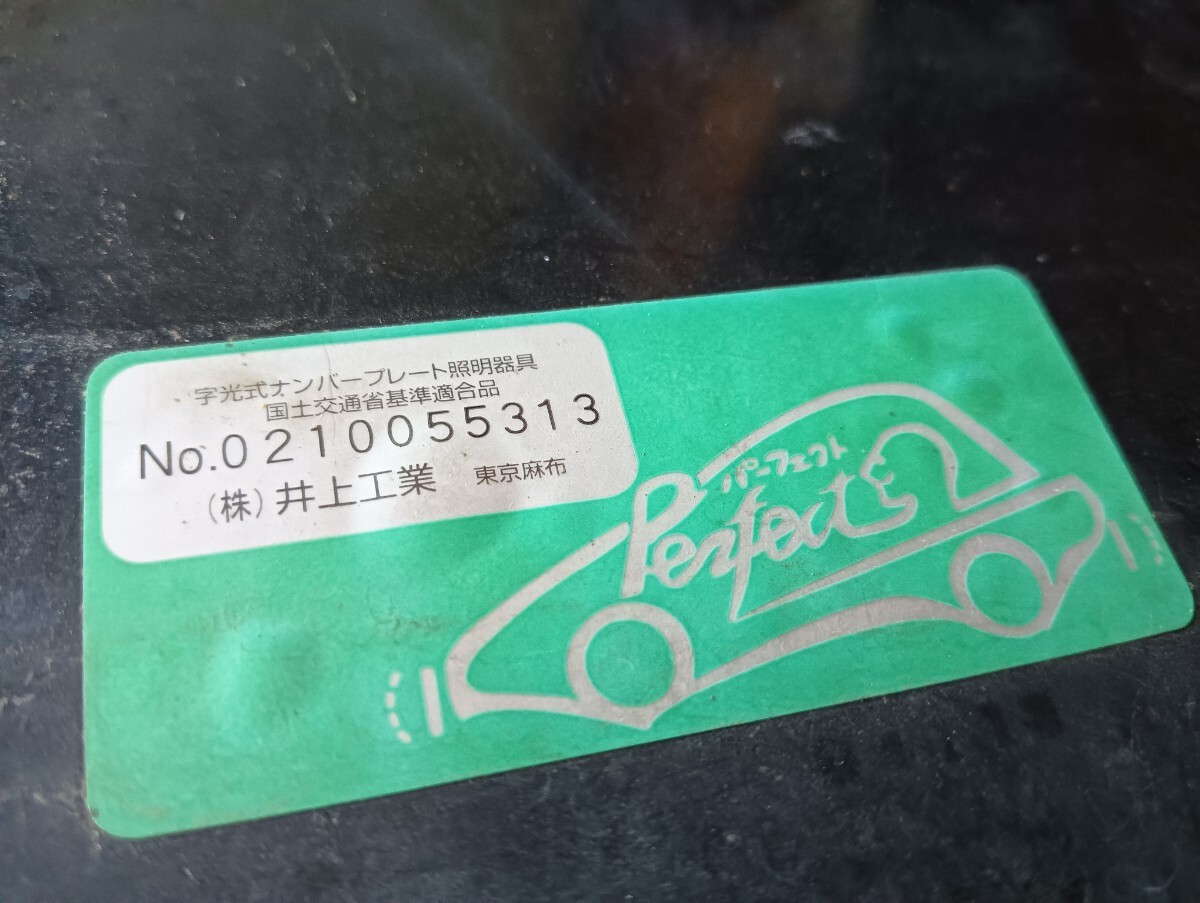 字光式ナンバープレート照明器具
国土交通省基準適合品
No.0210055313
(株)井上工業 東京麻布
パーフェクト
Perfect